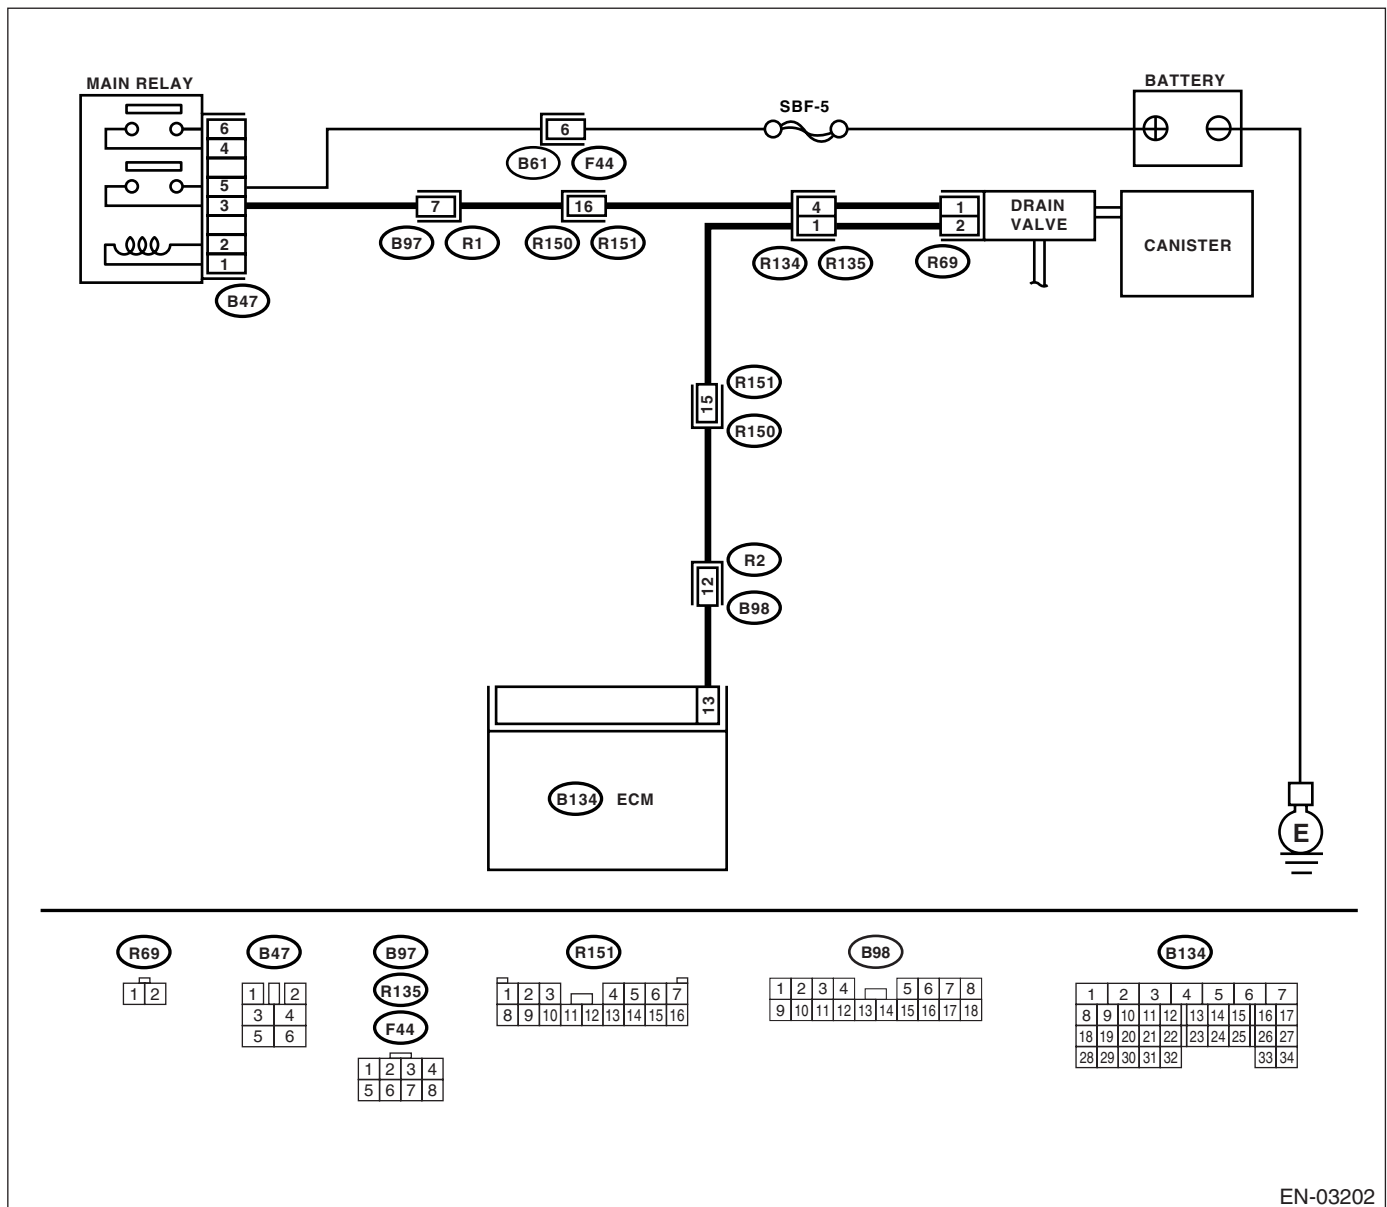 MAIN RELAY
BATTERY
SBF-5
6
4
5
3
2
1
6
B61 F44
7
B97 R1
16
R150 R151
4
1
R134 R135
1
2
R69
DRAIN
VALVE
CANISTER
B47
15
R151
R150
12
R2
B98
13
B134 ECM
E
R69
1 2
B47
1 2
3 4
5 6
B97
R135
F44
1 2 3 4
5 6 7 8
R151
1 2 3 4 5 6 7
8 9 10 11 12 13 14 15 16
B98
1 2 3 4 5 6 7 8
9 10 11 12 13 14 15 16 17 18
B134
1 2 3 4 5 6 7
8 9 10 11 12 13 14 15 16 17
18 19 20 21 22 23 24 25 26 27
28 29 30 31 32 33 34
EN-03202